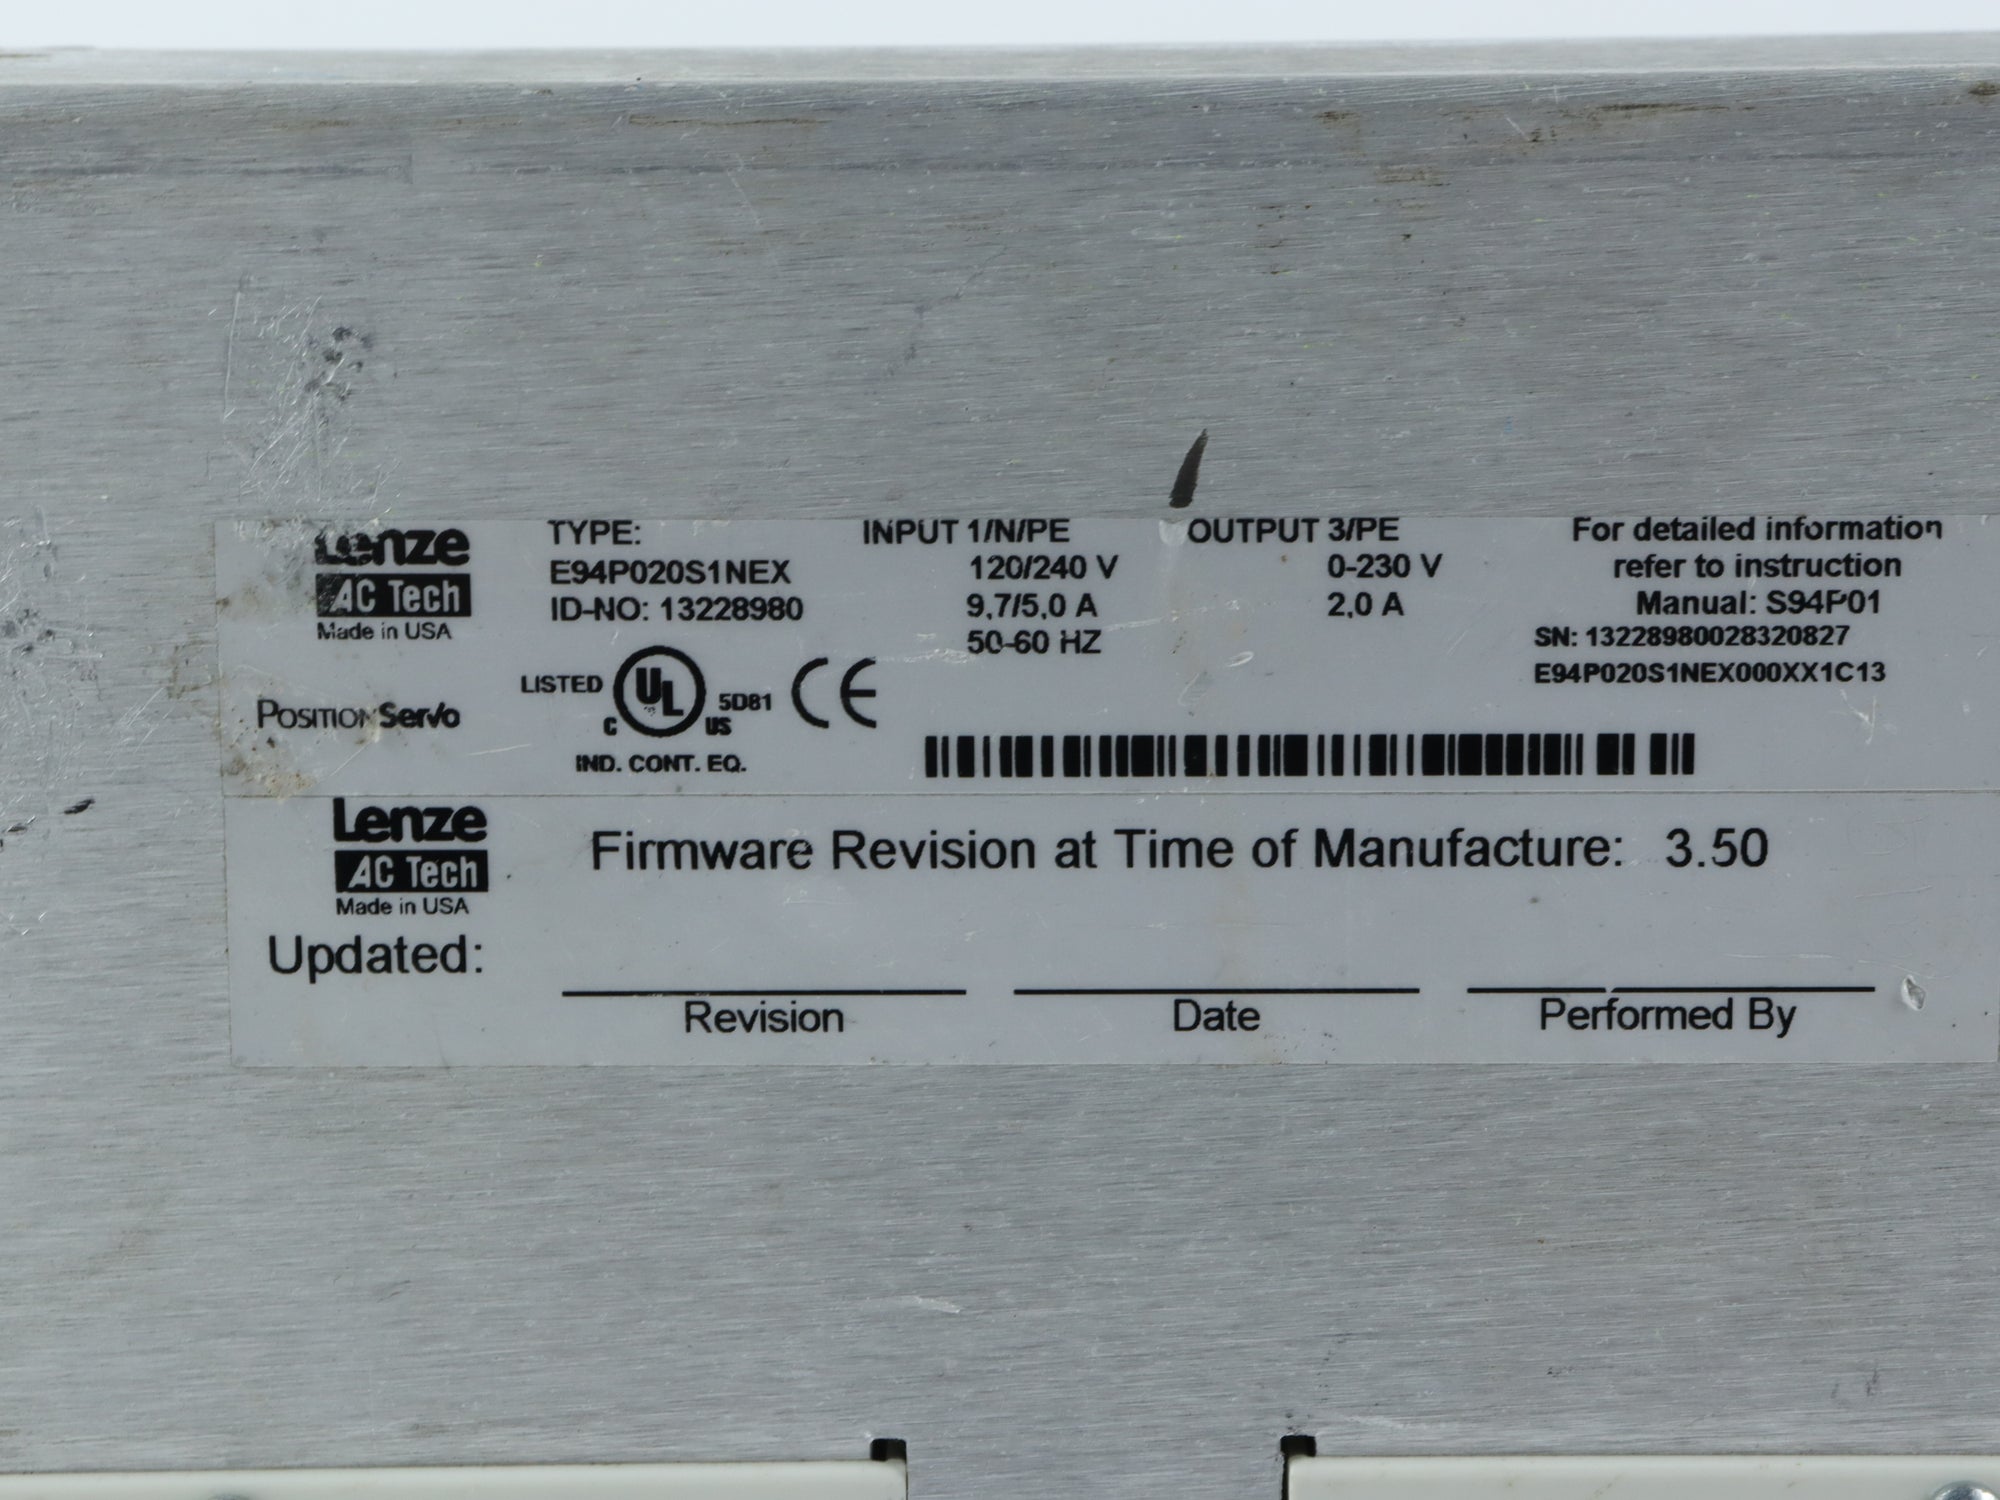 Lenze
AC Tech
Made in USA
POSITIONServo
TYPE:
E94P020S1NEX
ID-NO: 13228980
LISTED
C UL US
5D81
CE
IND. CONT. EQ.
INPUT 1/N/PE
120/240 V
9,7/5,0 A
50-60 HZ
OUTPUT 3/PE
0-230 V
2,0 A
For detailed information
refer to instruction
Manual: S94P01
SN: 13228980028320827
E94P020S1NEX000XX1C13
Lenze
AC Tech
Made in USA
Firmware Revision at Time of Manufacture: 3.50
Updated:
Revision
Date
Performed By